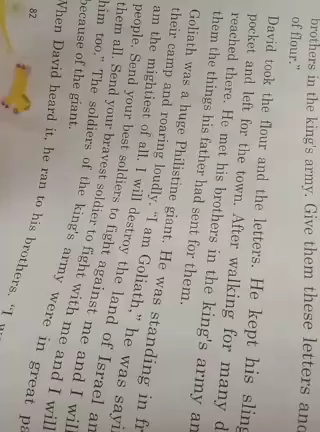 brothers in the king's army. Give them these letters and
of flour."
David took the flour and the letters. He kept his sling
pocket and left for the town. After walking for many d
reached there. He met his brothers in the king's army an
them the things his father had sent for them.
Goliath was a huge Philistine giant. He was standing in fr
their camp and roaring loudly. "I am Goliath," he was sayi
am the mightiest of all. I will destroy the land of Israel an
people. Send your best soldiers to fight against me and I will
them all. Send your bravest soldier to fight with me and I will
him too." The soldiers of the king's army were in great pa
because of the giant.
When David heard it, he ran to his brothers. "I w
82